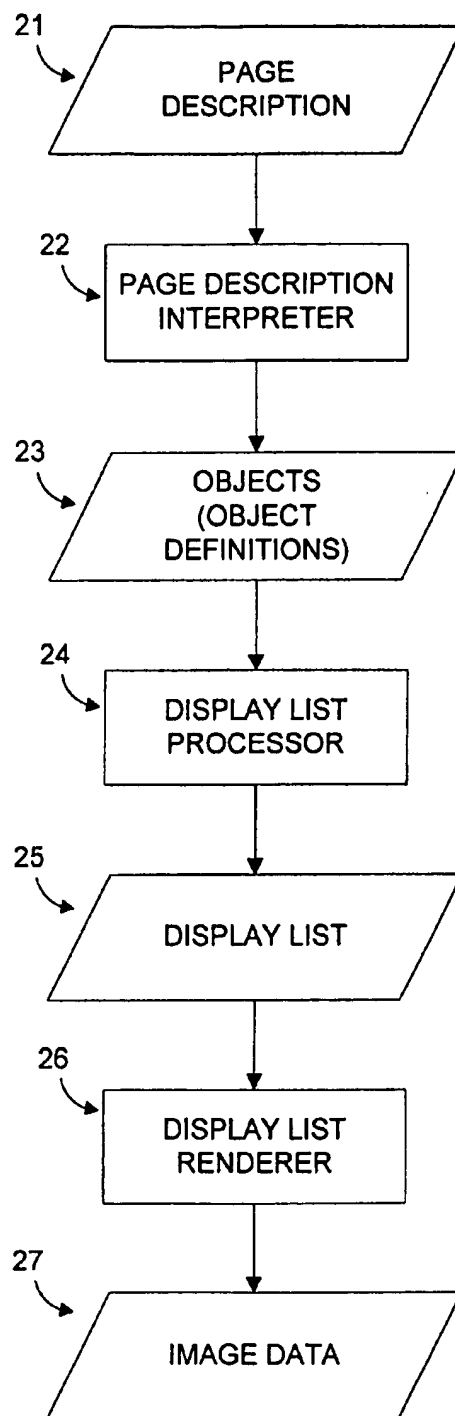 21
PAGE
DESCRIPTION
22
PAGE DESCRIPTION
INTERPRETER
23
OBJECTS
(OBJECT
DEFINITIONS)
24
DISPLAY LIST
PROCESSOR
25
DISPLAY LIST
26
DISPLAY LIST
RENDERER
27
IMAGE DATA